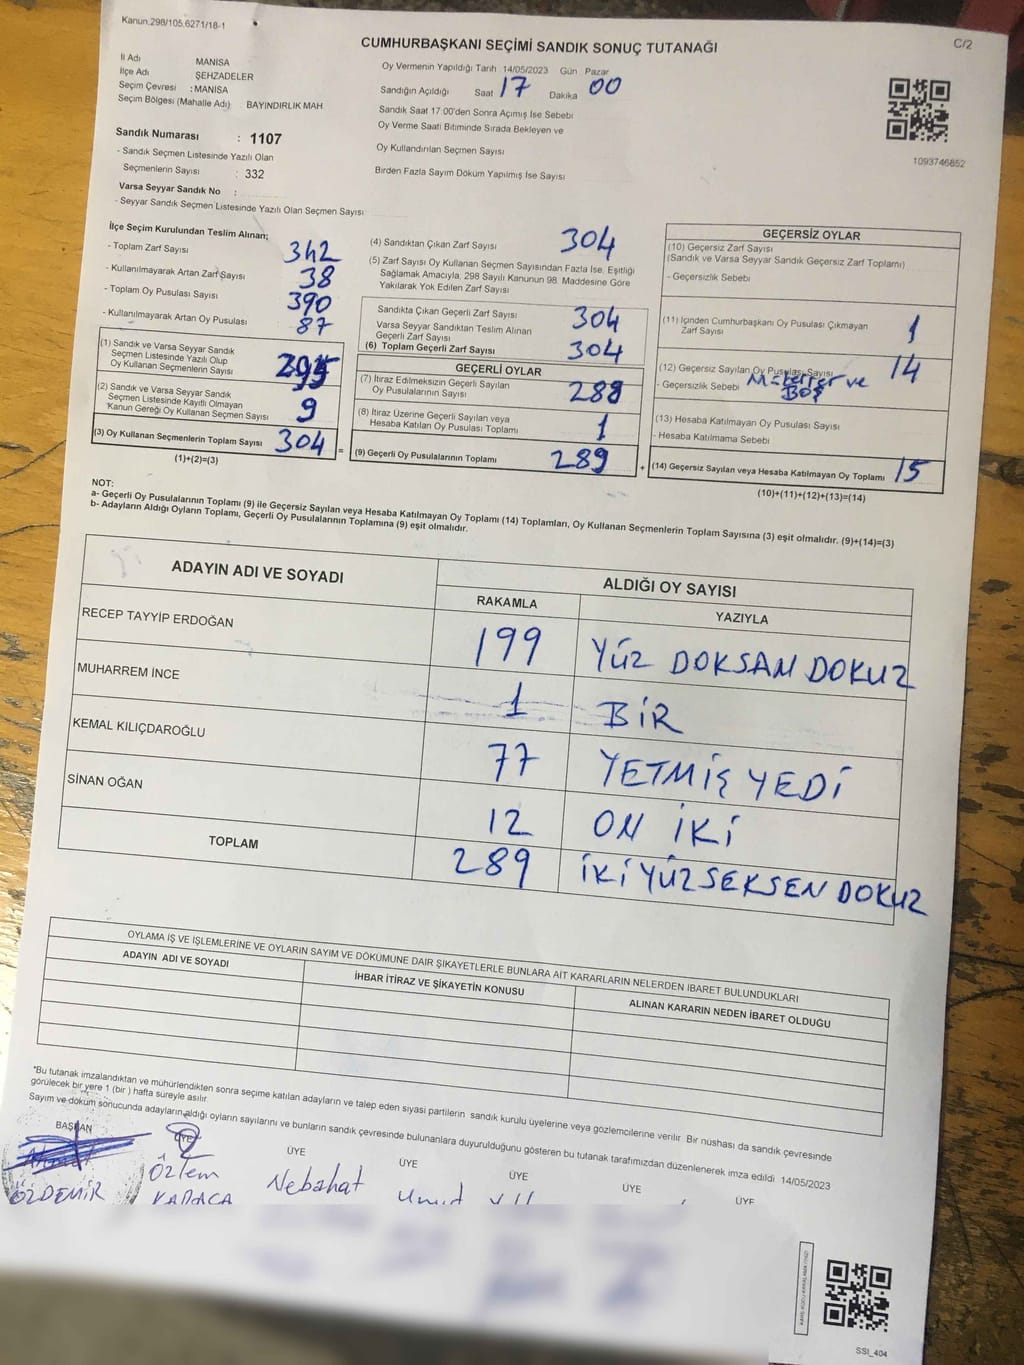 Kanun.298/105,6271/18-1
C/2
CUMHURBAŞKANI SEÇİMİ SANDIK SONUÇ TUTANAĞI
İl Adı MANİSA
İlçe Adı ŞEHZADELER
Seçim Çevresi : MANİSA
Seçim Bölgesi (Mahalle Adı) BAYINDIRLIK MAH
Sandık Numarası : 1107
- Sandık Seçmen Listesinde Yazılı Olan
Seçmenlerin Sayısı : 332
Varsa Seyyar Sandık No :
- Seyyar Sandık Seçmen Listesinde Yazılı Olan Seçmen Sayısı
Oy Vermenin Yapıldığı Tarih 14/05/2023 Gün Pazar
Sandığın Açıldığı Saat 17 Dakika 00
Sandık Saat 17:00'den Sonra Açımış İse Sebebi
Oy Verme Saati Bitiminde Sırada Bekleyen ve
Oy Kullandırılan Seçmen Sayısı
Birden Fazla Sayım Döküm Yapılmış İse Sayısı
1093746852
İlçe Seçim Kurulundan Teslim Alınan;
- Toplam Zarf Sayısı 342
- Kullanılmayarak Artan Zarf Sayısı 38
- Toplam Oy Pusulası Sayısı 390
- Kullanılmayarak Artan Oy Pusulası 87
(1) Sandık ve Varsa Seyyar Sandık
Seçmen Listesinde Yazılı Olup
Oy Kullanan Seçmenlerin Sayısı
(2) Sandık ve Varsa Seyyar Sandık
Seçmen Listesinde Kayıtlı Olmayan
Kanun Gereği Oy Kullanan Seçmen Sayısı 9
(3) Oy Kullanan Seçmenlerin Toplam Sayısı 304 =
(1)+(2)=(3)
(4) Sandıktan Çıkan Zarf Sayısı 304
(5) Zarf Sayısı Oy Kullanan Seçmen Sayısından Fazla İse, Eşitliği
Sağlamak Amacıyla, 298 Sayılı Kanunun 98. Maddesine Göre
Yakılarak Yok Edilen Zarf Sayısı
Sandıkta Çıkan Geçerli Zarf Sayısı 304
Varsa Seyyar Sandıktan Teslim Alınan
Geçerli Zarf Sayısı
(6) Toplam Geçerli Zarf Sayısı 304
GEÇERLİ OYLAR
(7) İtiraz Edilmeksizin Geçerli Sayılan
Oy Pusulalarının Sayısı 288
(8) İtiraz Üzerine Geçerli Sayılan veya
Hesaba Katılan Oy Pusulası Toplamı 1
(9) Geçerli Oy Pusulalarının Toplamı 289 +
GEÇERSİZ OYLAR
(10) Geçersiz Zarf Sayısı
(Sandık ve Varsa Seyyar Sandık Geçersiz Zarf Toplamı)
- Geçersizlik Sebebi
(11) İçinden Cumhurbaşkanı Oy Pusulası Çıkmayan
Zarf Sayısı 1
(12) Geçersiz Sayılan Oy Pusulası Sayısı 14
- Geçersizlik Sebebi ve
BOŞ
(13) Hesaba Katılmayan Oy Pusulası Sayısı
- Hesaba Katılmama Sebebi
(14) Geçersiz Sayılan veya Hesaba Katılmayan Oy Toplamı 15
(10)+(11)+(12)+(13)=(14)
NOT:
a- Geçerli Oy Pusulalarının Toplamı (9) ile Geçersiz Sayılan veya Hesaba Katılmayan Oy Toplamı (14) Toplamları, Oy Kullanan Seçmenlerin Toplam Sayısına (3) eşit olmalıdır. (9)+(14)=(3)
b- Adayların Aldığı Oyların Toplamı, Geçerli Oy Pusulalarının Toplamına (9) eşit olmalıdır.
ADAYIN ADI VE SOYADI ALDIĞI OY SAYISI
RAKAMLA YAZIYLA
RECEP TAYYİP ERDOĞAN 199 YÜZ DOKSAN DOKUZ
MUHARREM İNCE 1 BİR
KEMAL KILIÇDAROĞLU 77 YETMİŞ YEDİ
SİNAN OĞAN 12 ON İKİ
TOPLAM 289 İKİ YÜZ SEKSEN DOKUZ
OYLAMA İŞ VE İŞLEMLERİNE VE OYLARIN SAYIM VE DÖKÜMÜNE DAİR ŞİKAYETLERLE BUNLARA AİT KARARLARIN NELERDEN İBARET BULUNDUKLARI
ADAYIN ADI VE SOYADI İHBAR İTİRAZ VE ŞİKAYETİN KONUSU ALINAN KARARIN NEDEN İBARET OLDUĞU
*Bu tutanak imzalandıktan ve mühürlendikten sonra seçime katılan adayların ve talep eden siyasi partilerin sandık kurulu üyelerine veya gözlemcilerine verilir. Bir nüshası da sandık çevresinde
görülecek bir yere 1 (bir) hafta süreyle asılır.
Sayım ve döküm sonucunda adayların aldığı oyların sayılarını ve bunların sandık çevresinde bulunanlara duyurulduğunu gösteren bu tutanak tarafımızdan düzenlenerek imza edildi 14/05/2023
BAŞKAN ÜYE ÜYE ÜYE ÜYE ÜYE ÜYE
Ahmet Özlem Nebahat Ümit
ÖZDEMİR KARACA
SSI_404